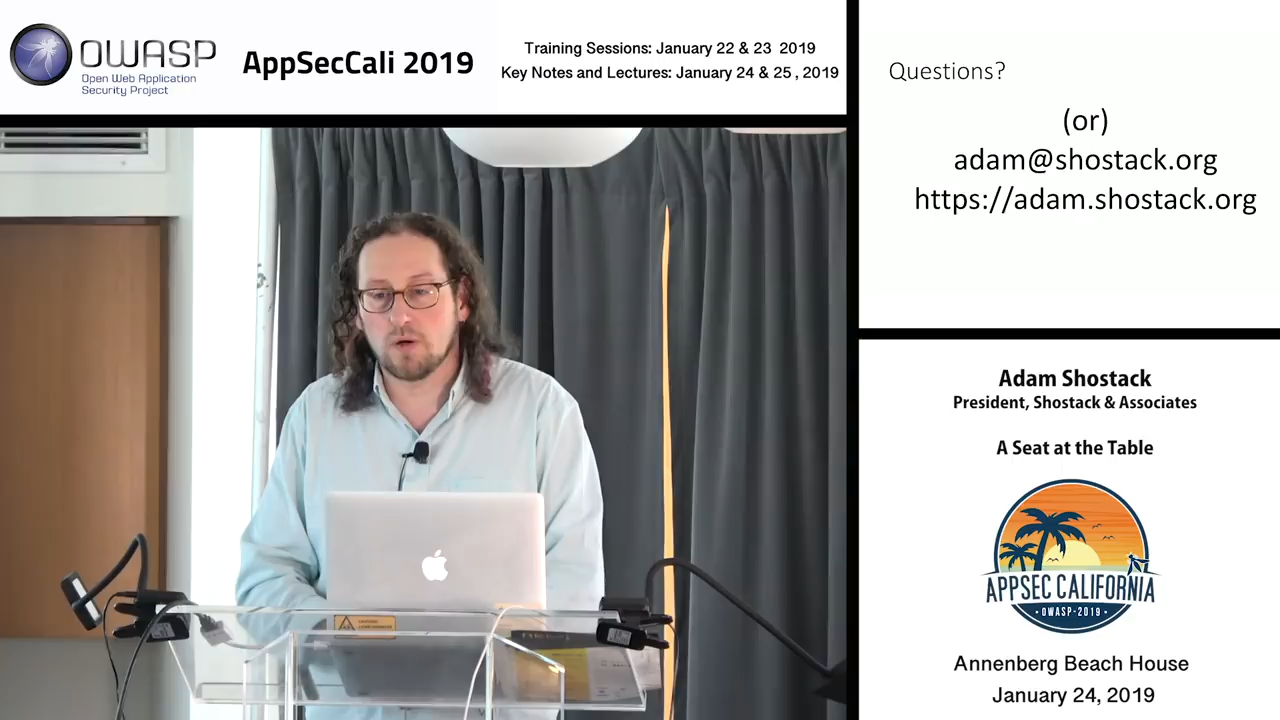 OWASP
Open Web Application
Security Project
AppSecCali 2019
Training Sessions: January 22 & 23 2019
Key Notes and Lectures: January 24 & 25 , 2019
Questions?
(or)
adam@shostack.org
https://adam.shostack.org
Adam Shostack
President, Shostack & Associates
A Seat at the Table
APPSEC CALIFORNIA
• OWASP-2019 •
Annenberg Beach House
January 24, 2019